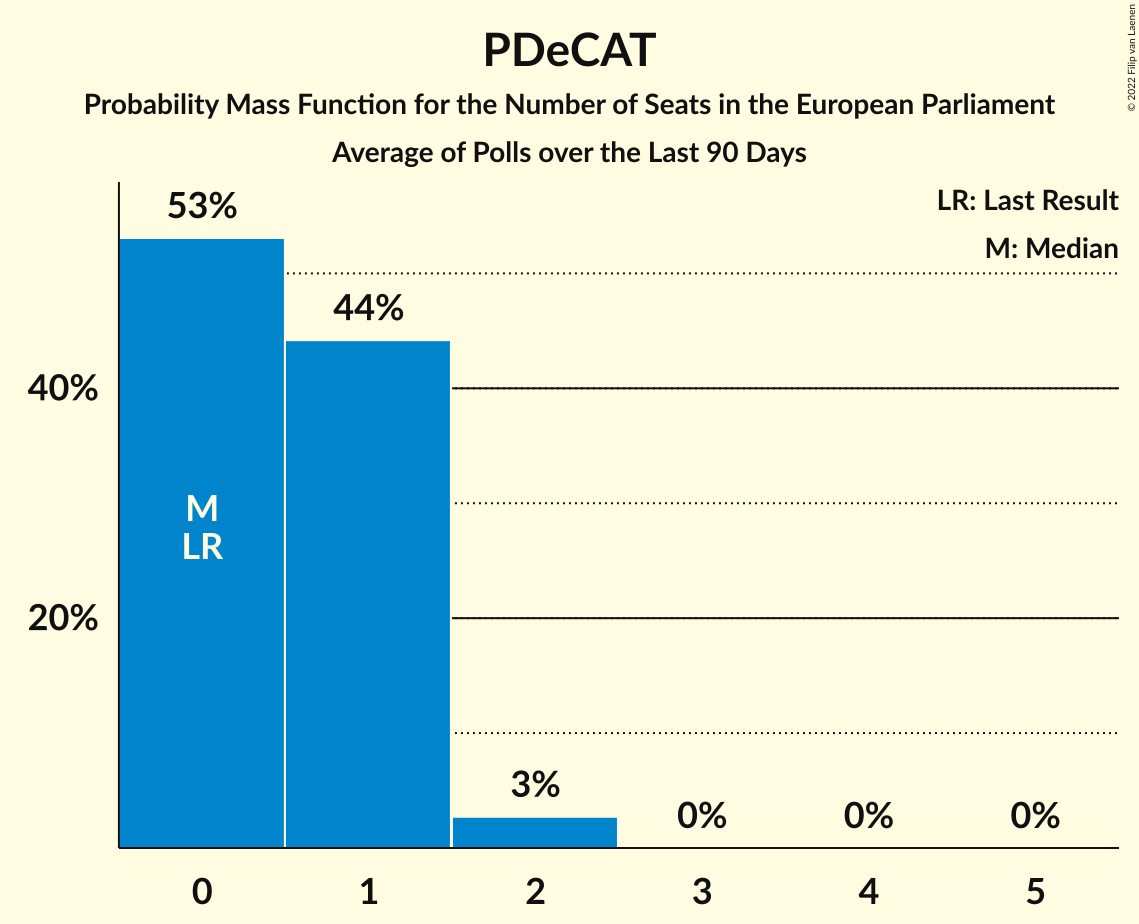 PDeCAT
Probability Mass Function for the Number of Seats in the European Parliament
Average of Polls over the Last 90 Days
© 2022 Filip van Laenen
LR: Last Result
M: Median
53%
44%
40%
M
LR
20%
3%
0%
0%
0%
0
1
2
3
4
5